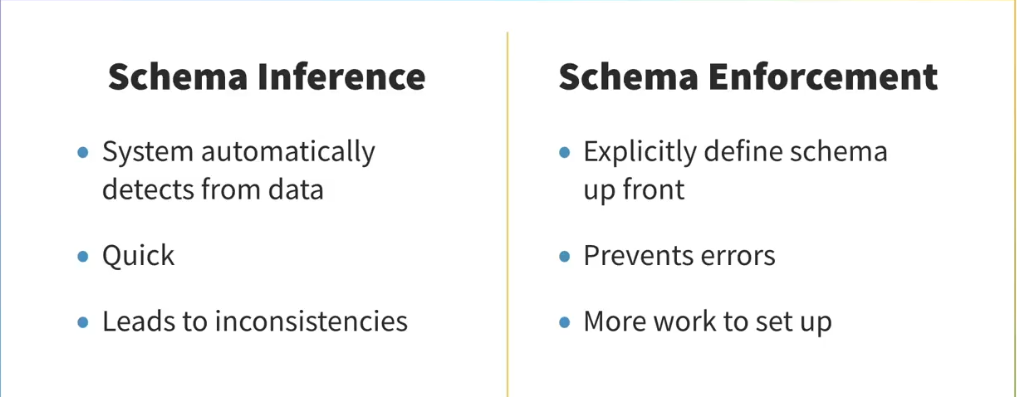 Schema Inference
System automatically
detects from data
Quick
Leads to inconsistencies
Schema Enforcement
Explicitly define schema
up front
Prevents errors
More work to set up